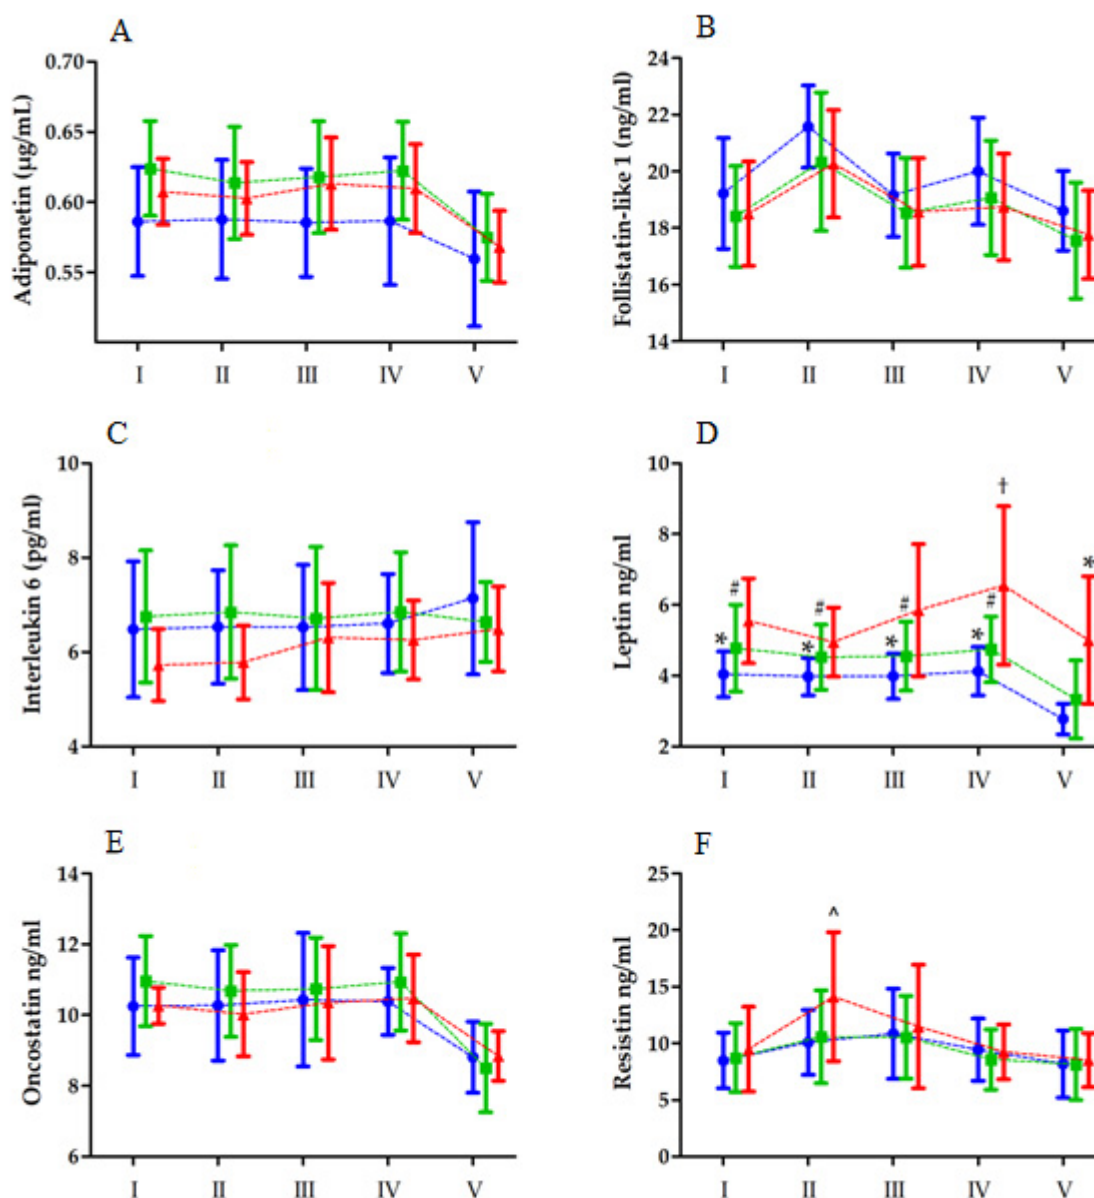 A
Adiponetin (µg/mL)
0.70
0.65
0.60
0.55
I II III IV V
B
Follistatin-like 1 (ng/ml)
24
22
20
18
16
14
I II III IV V
C
Interleukin 6 (pg/ml)
10
8
6
4
I II III IV V
D
Leptin ng/ml
10
8
6
4
2
†
*
# # # #
* * * *
I II III IV V
E
Oncostatin ng/ml
14
12
10
8
6
I II III IV V
F
Resistin ng/ml
25
20
15
10
5
0
^
I II III IV V